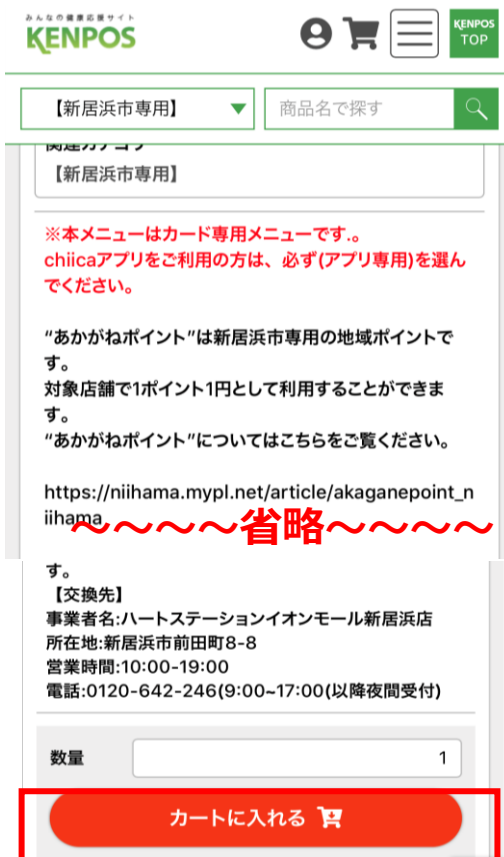 みんなの健康応援サイト
KENPOS
KENPOS
TOP
【新居浜市専用】
商品名で探す
関連カテゴリ
【新居浜市専用】
※本メニューはカード専用メニューです.。
chiicaアプリをご利用の方は、必ず(アプリ専用)を選ん
でください。
“あかがねポイント”は新居浜市専用の地域ポイントで
す。
対象店舗で1ポイント1円として利用することができま
す。
“あかがねポイント”についてはこちらをご覧ください。
https://niihama.mypl.net/article/akaganepoint_n
iihama
〜〜〜〜省略〜〜〜〜
す。
【交換先】
事業者名:ハートステーションイオンモール新居浜店
所在地:新居浜市前田町8-8
営業時間:10:00-19:00
電話:0120-642-246(9:00~17:00(以降夜間受付)
数量
1
カートに入れる